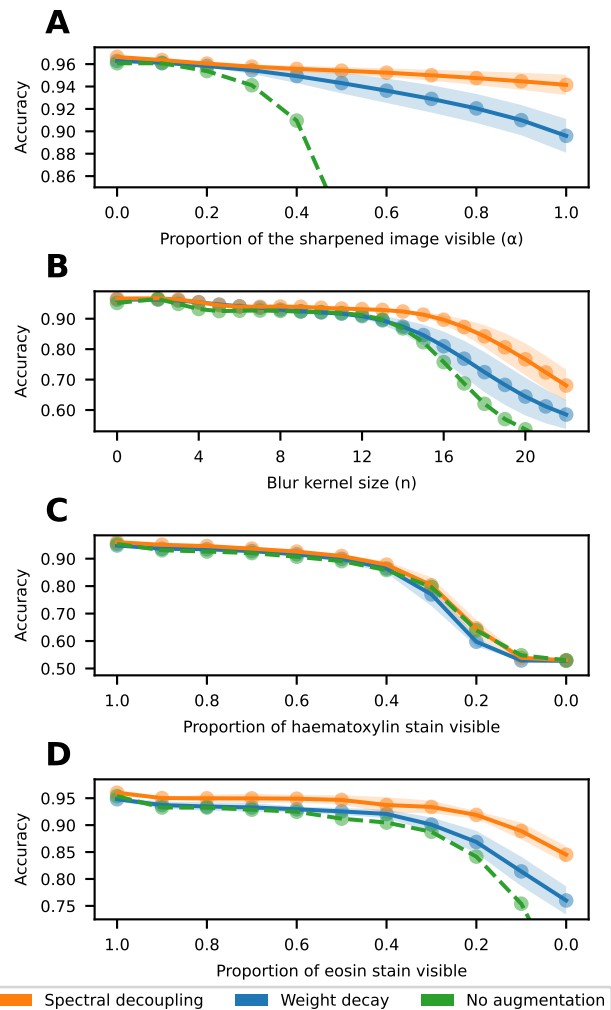 A
0.96
0.94
0.92
0.90
0.88
0.86
Accuracy
0.0 0.2 0.4 0.6 0.8 1.0
Proportion of the sharpened image visible (α)
B
0.90
0.80
0.70
0.60
Accuracy
0 4 8 12 16 20
Blur kernel size (n)
C
0.90
0.80
0.70
0.60
0.50
Accuracy
1.0 0.8 0.6 0.4 0.2 0.0
Proportion of haematoxylin stain visible
D
0.95
0.90
0.85
0.80
0.75
Accuracy
1.0 0.8 0.6 0.4 0.2 0.0
Proportion of eosin stain visible
Spectral decoupling Weight decay No augmentation